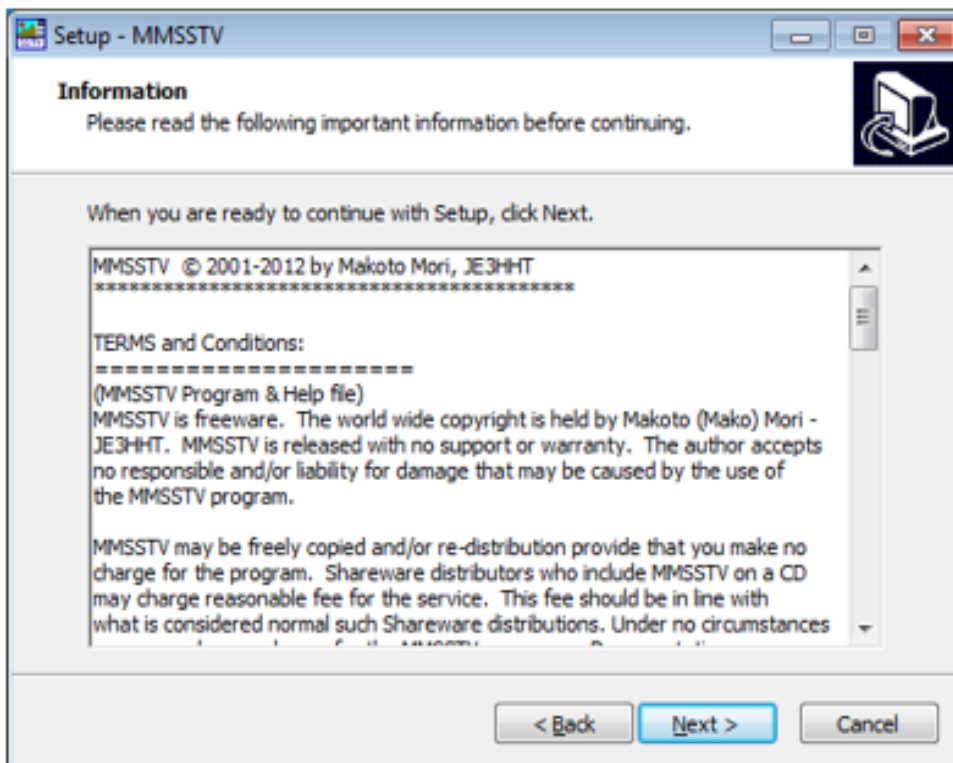 Setup - MMSSTV
Information
Please read the following important information before continuing.
When you are ready to continue with Setup, click Next.
MMSSTV © 2001-2012 by Makoto Mori, JE3HHT
******************************************
TERMS and Conditions:
======================
(MMSSTV Program & Help file)
MMSSTV is freeware. The world wide copyright is held by Makoto (Mako) Mori -
JE3HHT. MMSSTV is released with no support or warranty. The author accepts
no responsible and/or liability for damage that may be caused by the use of
the MMSSTV program.
MMSSTV may be freely copied and/or re-distribution provide that you make no
charge for the program. Shareware distributors who include MMSSTV on a CD
may charge reasonable fee for the service. This fee should be in line with
what is considered normal such Shareware distributions. Under no circumstances
< Back
Next >
Cancel